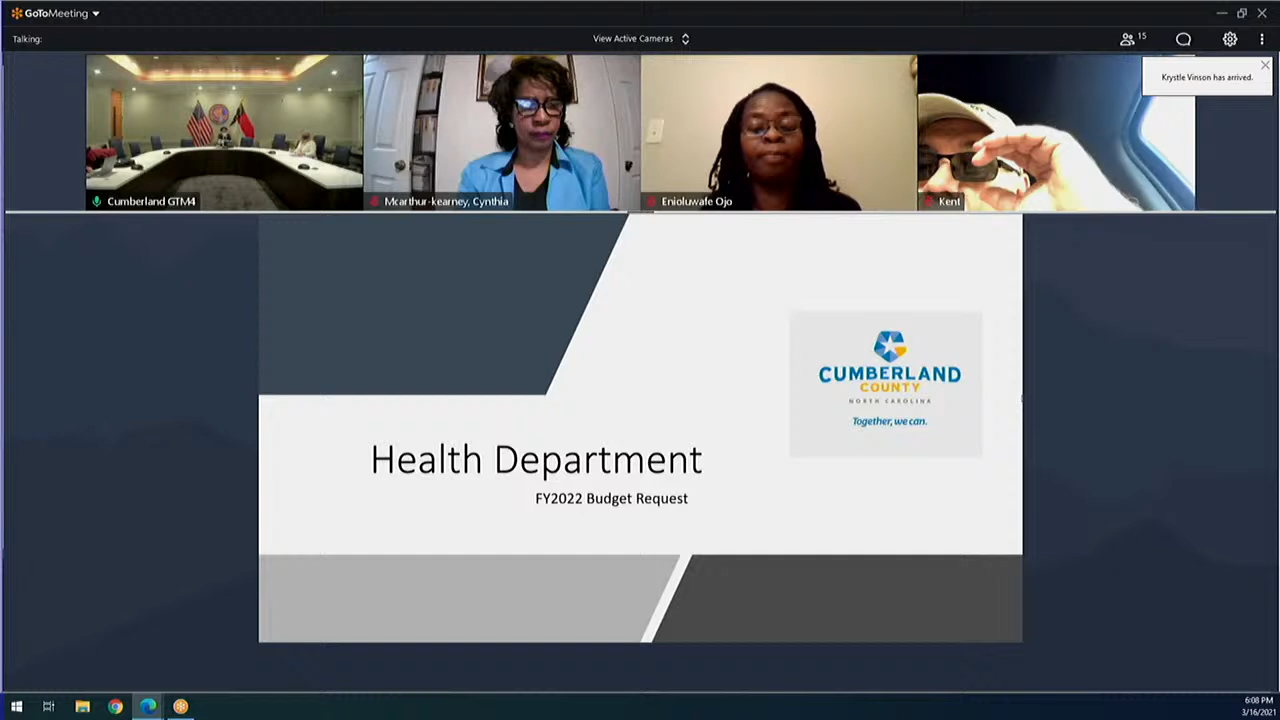 GoToMeeting
Talking:
View Active Cameras
15
Krystle Vinson has arrived.
Cumberland GTM4
Mcarthur-kearney, Cynthia
Enioluwafe Ojo
Kent
CUMBERLAND
COUNTY
NORTH CAROLINA
Together, we can.
Health Department
FY2022 Budget Request
6:08 PM
3/16/2021